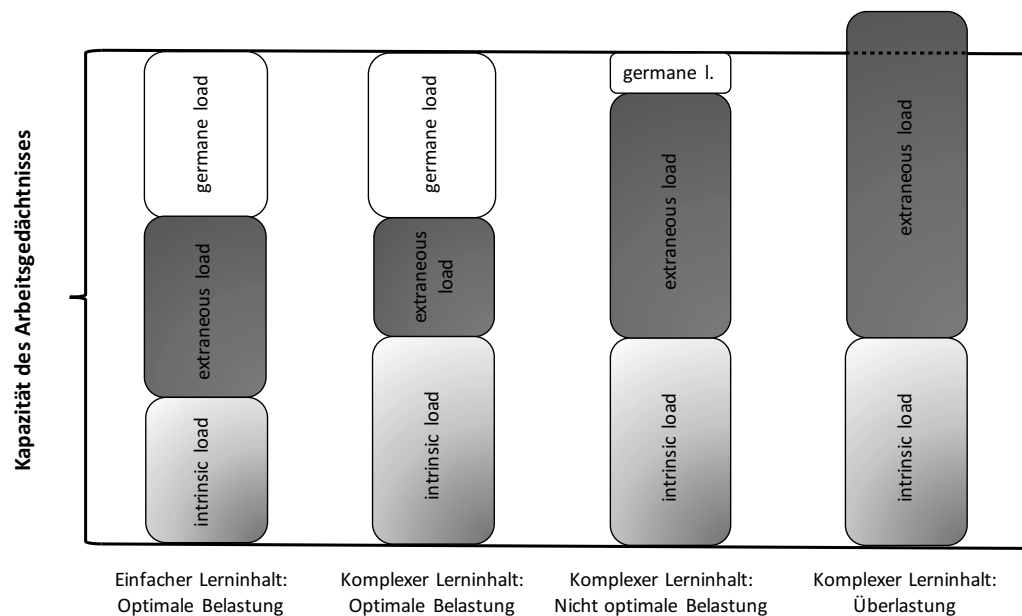 Kapazität des Arbeitsgedächtnisses
germane load
extraneous load
intrinsic load
Einfacher Lerninhalt:
Optimale Belastung
germane load
extraneous
load
intrinsic load
Komplexer Lerninhalt:
Optimale Belastung
germane l.
extraneous load
intrinsic load
Komplexer Lerninhalt:
Nicht optimale Belastung
extraneous load
intrinsic load
Komplexer Lerninhalt:
Überlastung